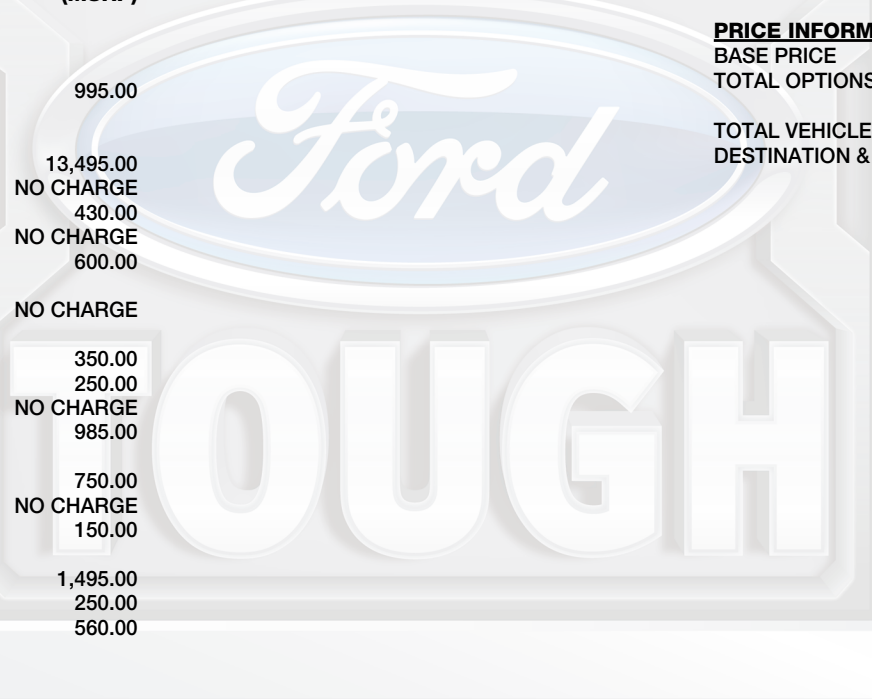 (MSRP)
995.00
13,495.00
NO CHARGE
430.00
NO CHARGE
600.00
NO CHARGE
350.00
250.00
NO CHARGE
985.00
750.00
NO CHARGE
150.00
1,495.00
250.00
560.00
PRICE INFORM
BASE PRICE
TOTAL OPTIONS
TOTAL VEHICLE
DESTINATION &
Ford
TOUGH